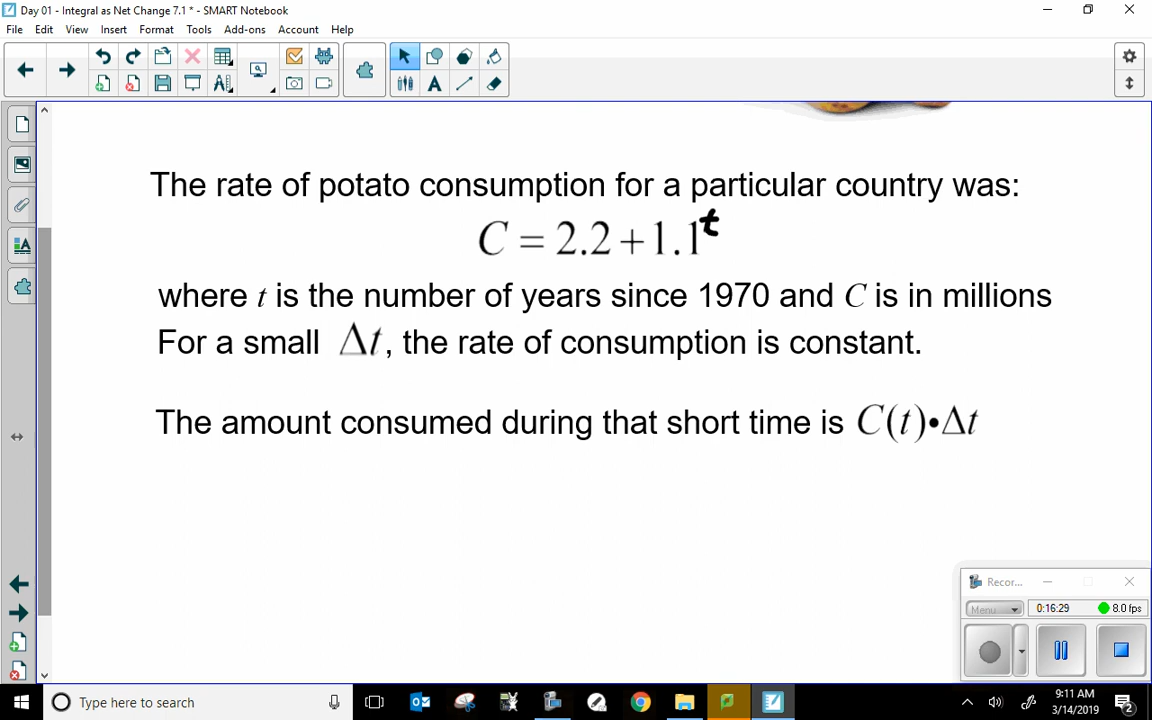 Day 01 - Integral as Net Change 7.1 * - SMART Notebook
File Edit View Insert Format Tools Add-ons Account Help
The rate of potato consumption for a particular country was:
C = 2.2 + 1.1^t
where t is the number of years since 1970 and C is in millions
For a small Δt, the rate of consumption is constant.
The amount consumed during that short time is C(t)•Δt
Recor...
Menu 0:16:29 8.0 fps
Type here to search
9:11 AM
3/14/2019
2